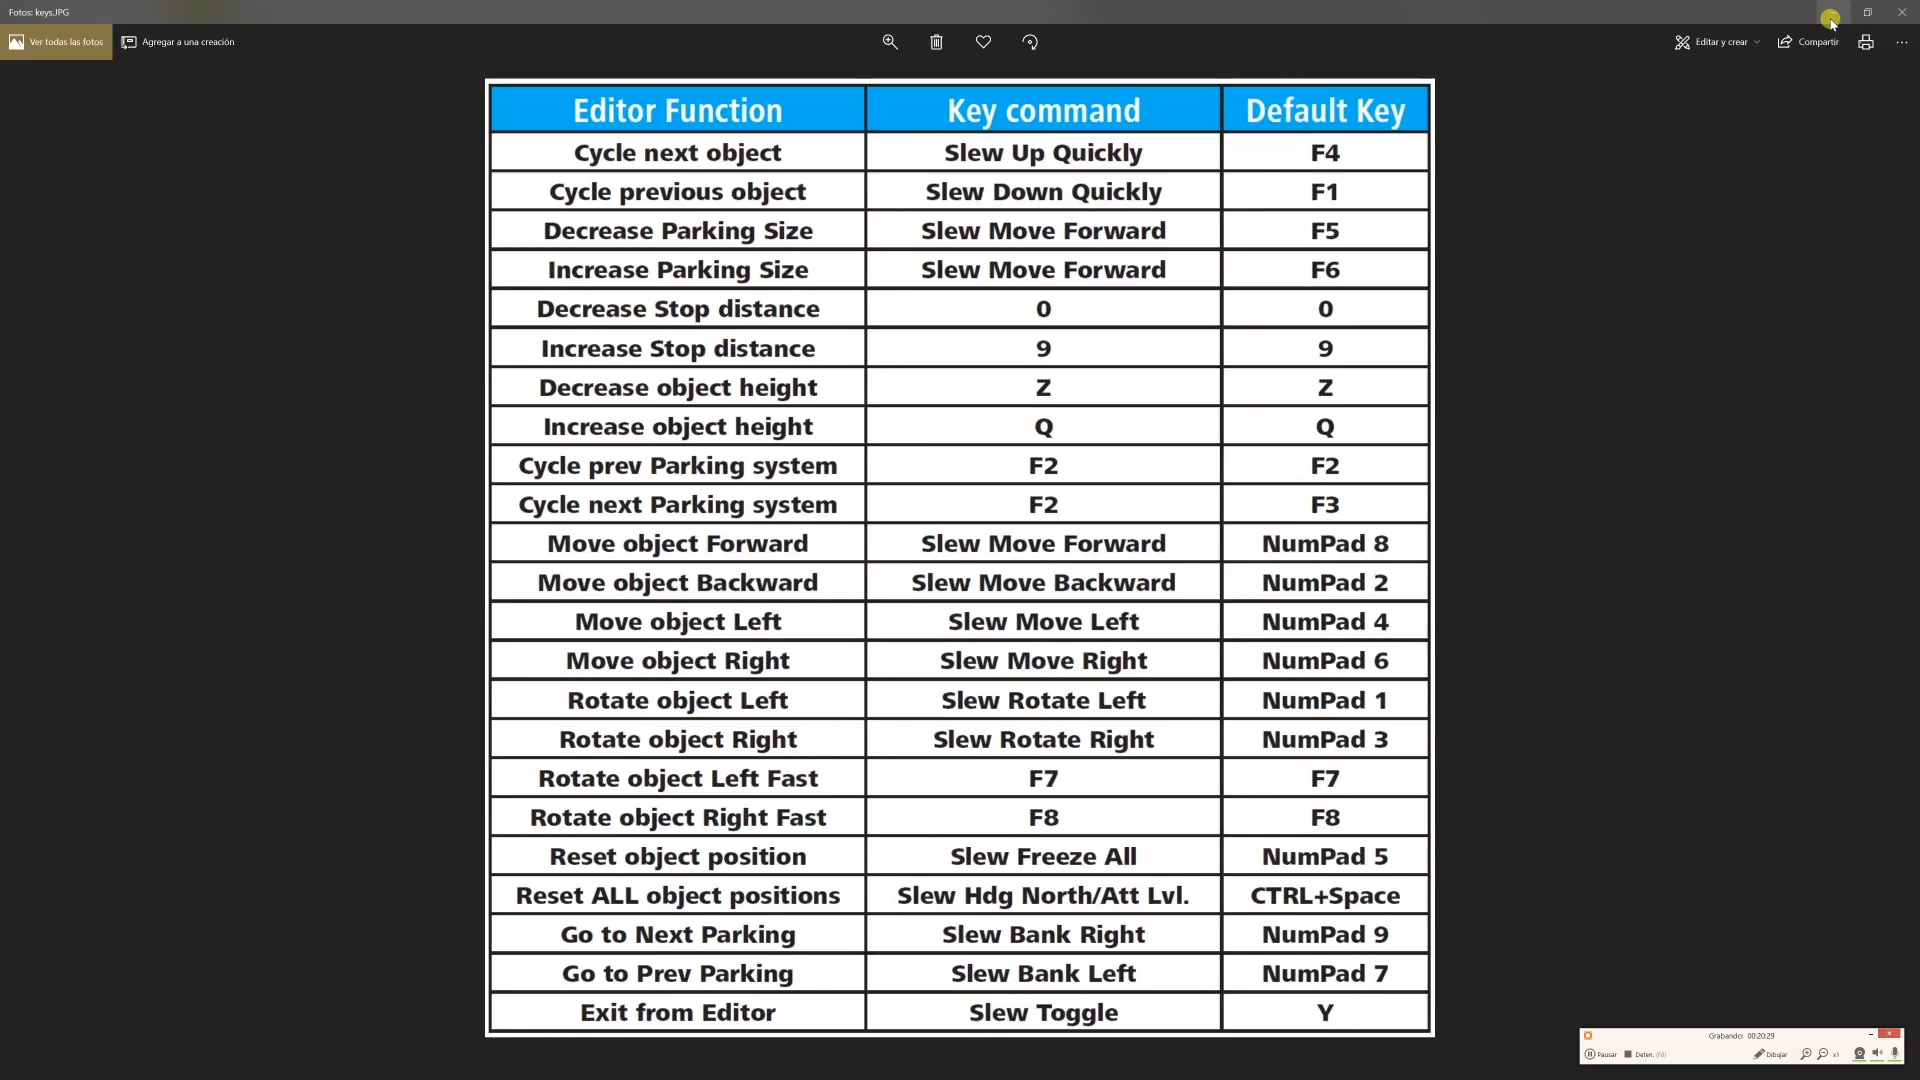 Fotos: keys.JPG
Ver todas las fotos Agregar a una creación Editar y crear Compartir
Editor Function Key command Default Key
Cycle next object Slew Up Quickly F4
Cycle previous object Slew Down Quickly F1
Decrease Parking Size Slew Move Forward F5
Increase Parking Size Slew Move Forward F6
Decrease Stop distance 0 0
Increase Stop distance 9 9
Decrease object height Z Z
Increase object height Q Q
Cycle prev Parking system F2 F2
Cycle next Parking system F2 F3
Move object Forward Slew Move Forward NumPad 8
Move object Backward Slew Move Backward NumPad 2
Move object Left Slew Move Left NumPad 4
Move object Right Slew Move Right NumPad 6
Rotate object Left Slew Rotate Left NumPad 1
Rotate object Right Slew Rotate Right NumPad 3
Rotate object Left Fast F7 F7
Rotate object Right Fast F8 F8
Reset object position Slew Freeze All NumPad 5
Reset ALL object positions Slew Hdg North/Att Lvl. CTRL+Space
Go to Next Parking Slew Bank Right NumPad 9
Go to Prev Parking Slew Bank Left NumPad 7
Exit from Editor Slew Toggle Y
Grabando: 00:20:29
Pausar Deten. (F8) Dibujar x1